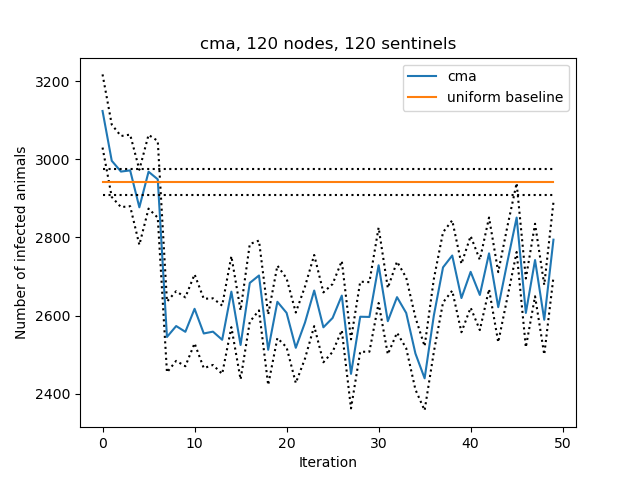 cma, 120 nodes, 120 sentinels
cma
uniform baseline
3200
3000
2800
2600
2400
Number of infected animals
0 10 20 30 40 50
Iteration